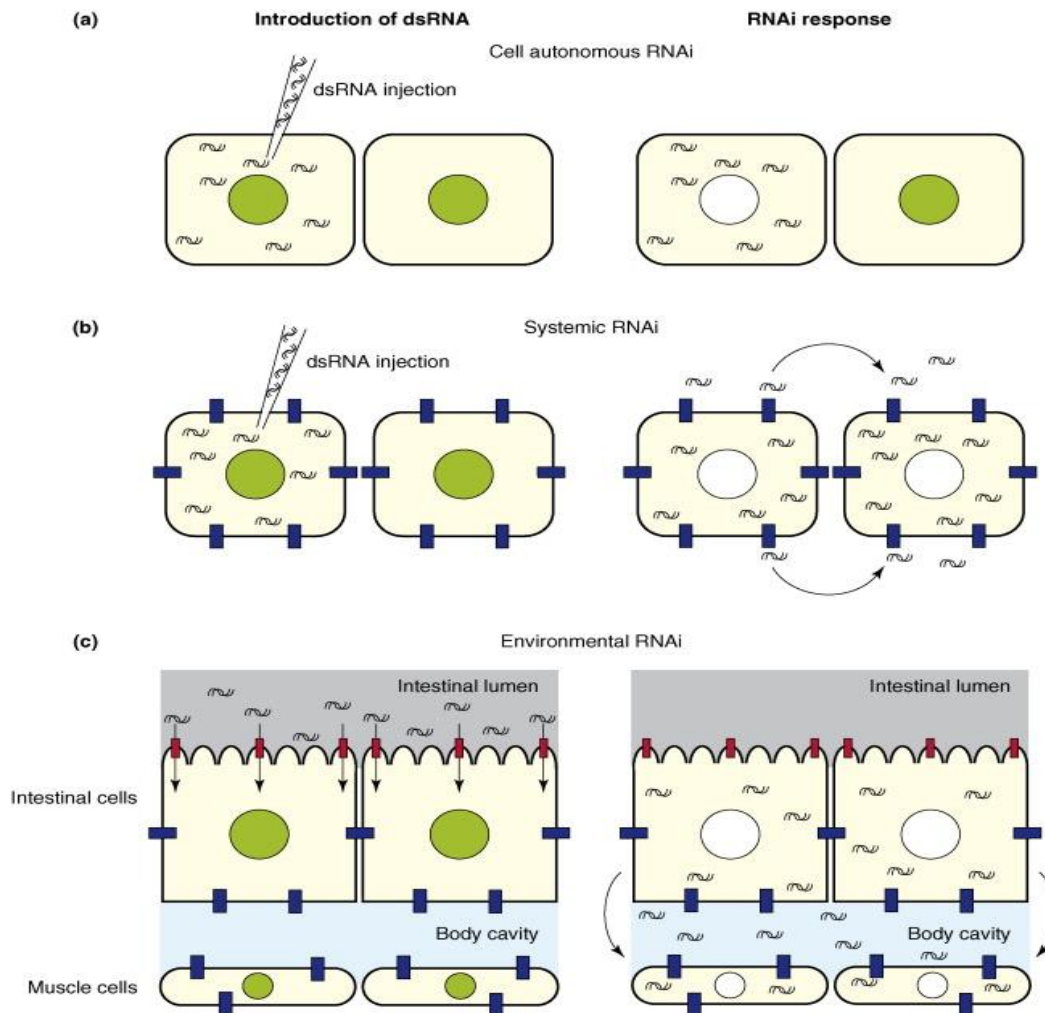 (a) Introduction of dsRNA RNAi response
Cell autonomous RNAi
dsRNA injection
(b) Systemic RNAi
dsRNA injection
(c) Environmental RNAi
Intestinal lumen Intestinal lumen
Intestinal cells
Body cavity Body cavity
Muscle cells